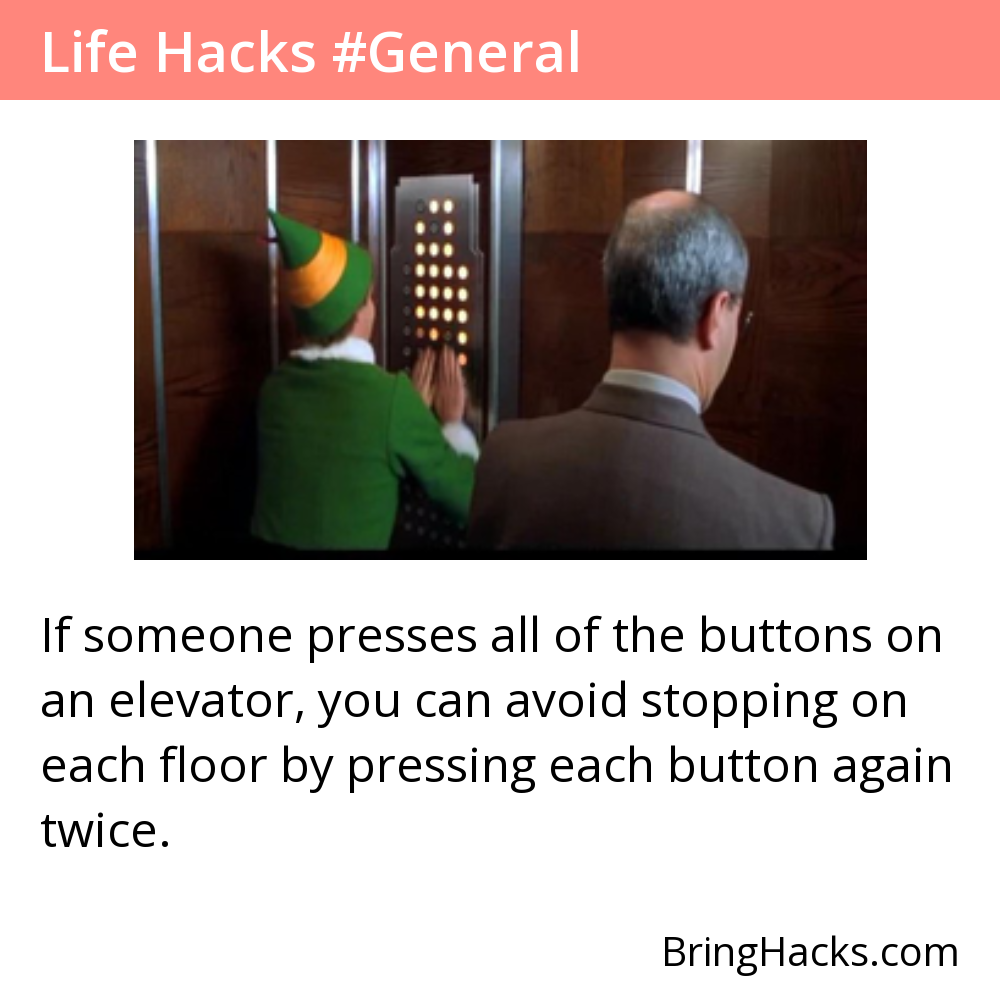 Life Hacks #General
If someone presses all of the buttons on
an elevator, you can avoid stopping on
each floor by pressing each button again
twice.
BringHacks.com